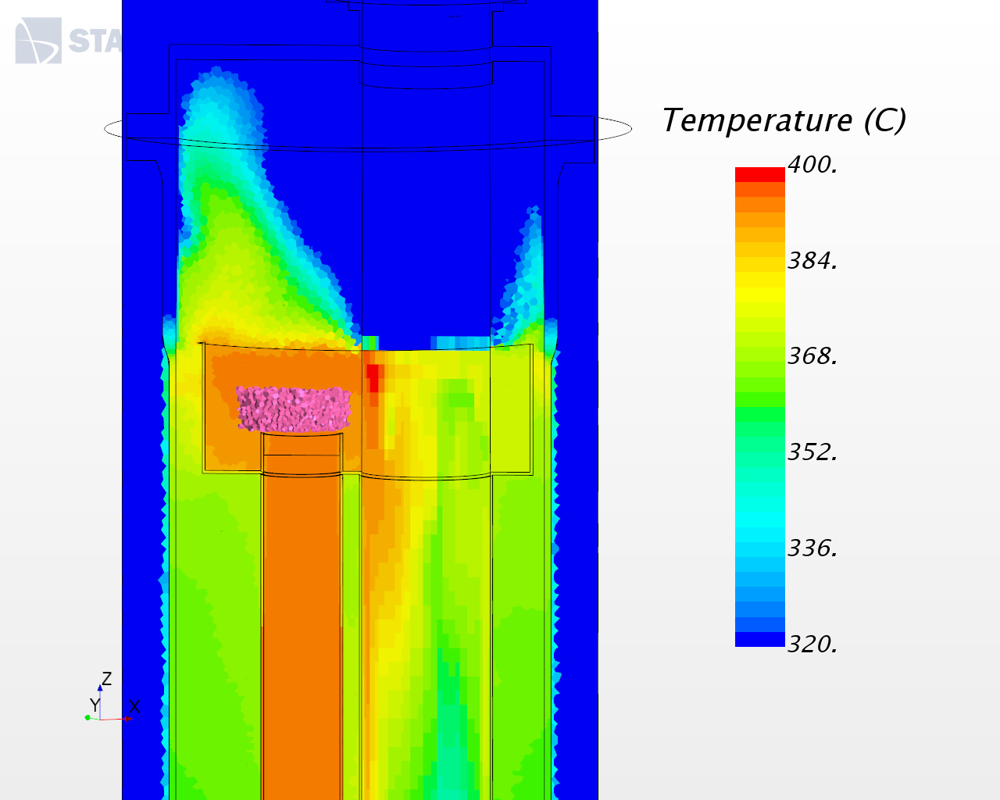 STA
Temperature (C)
400.
384.
368.
352.
336.
320.
Z
Y
X